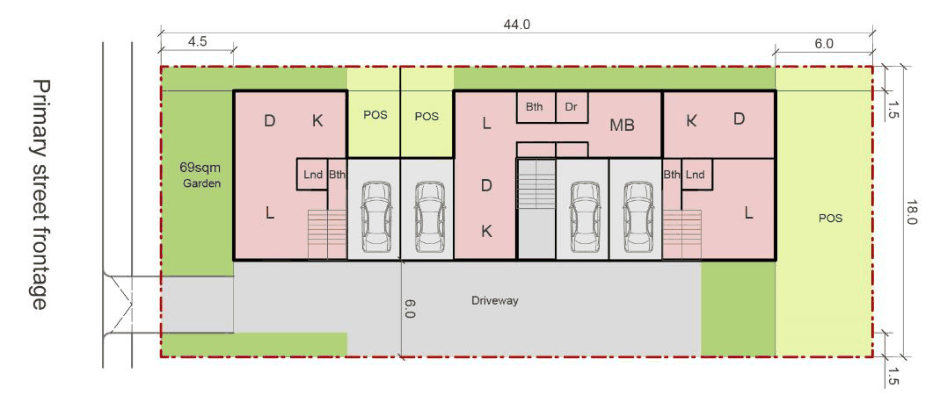 44.0
4.5
6.0
1.5
Primary street frontage
69sqm
Garden
D K
L
Lnd Bth
POS POS
L
D
K
Bth Dr
MB
K D
Bth Lnd
L
POS
18.0
Driveway
6.0
1.5